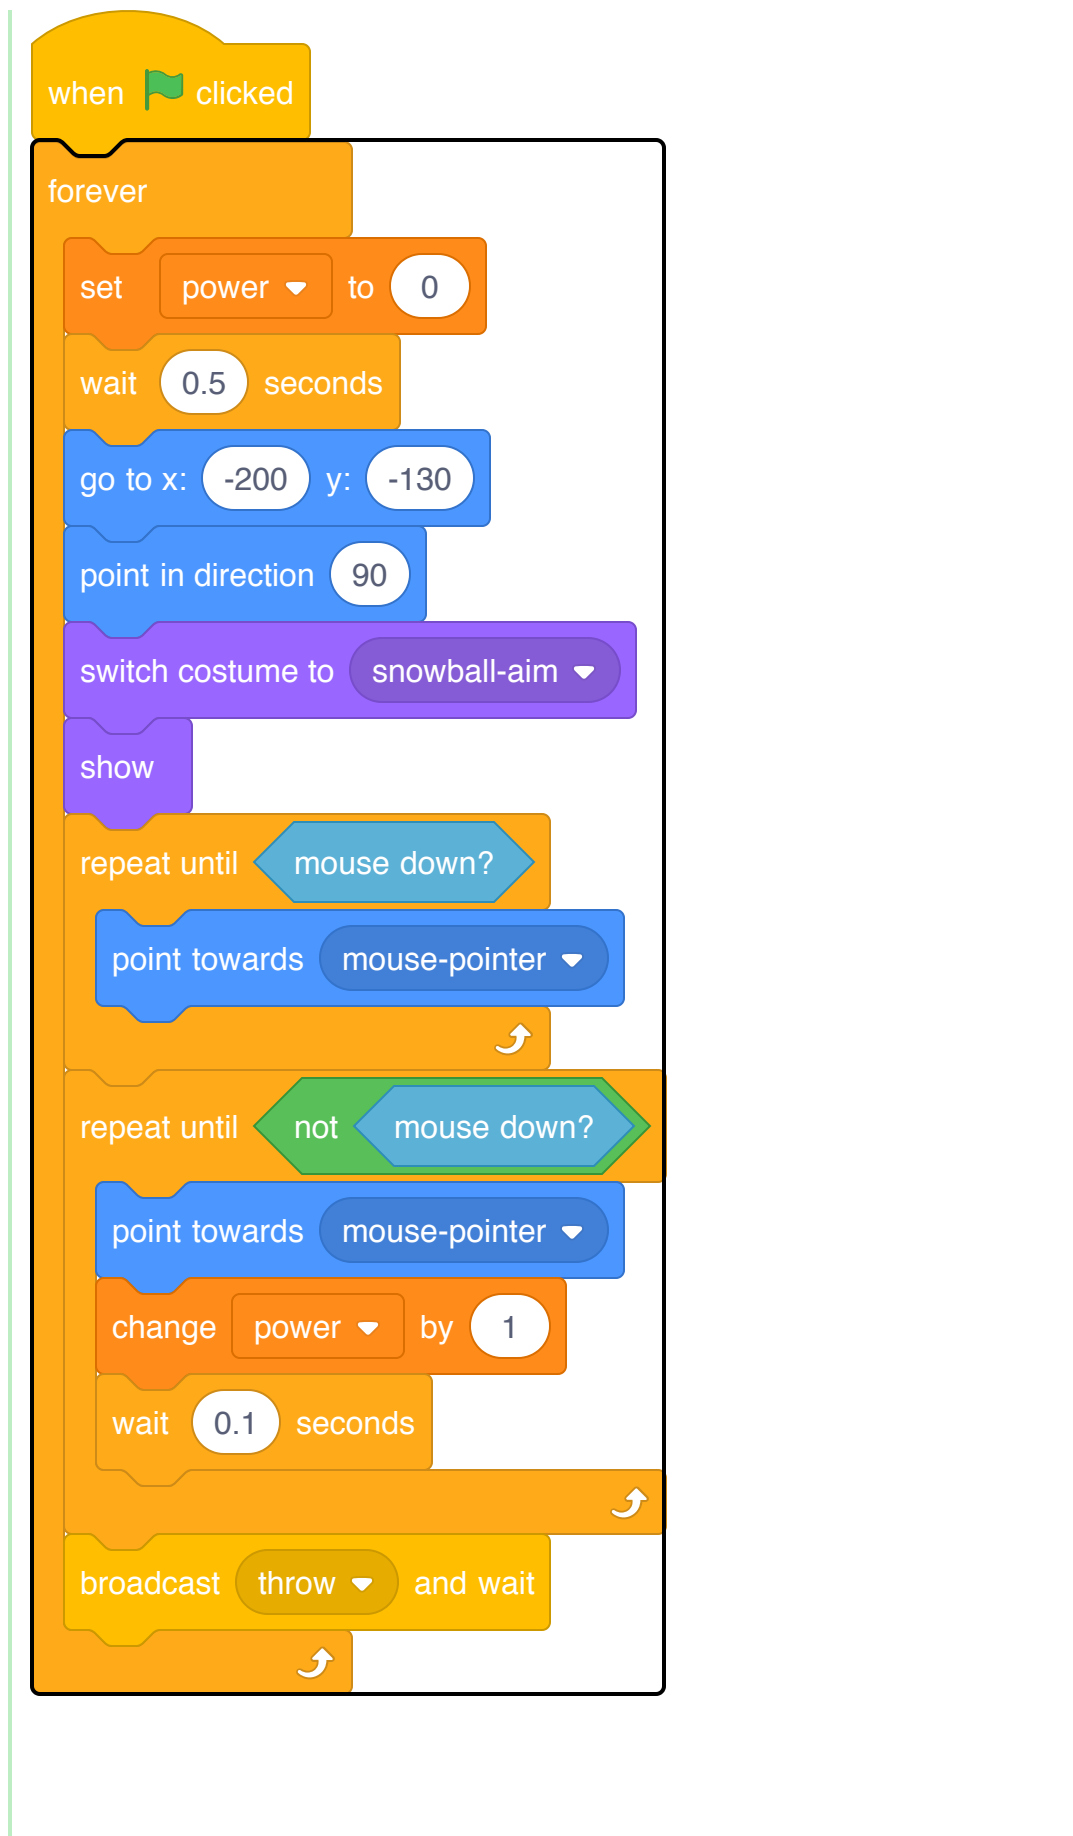 when clicked
forever
set power to 0
wait 0.5 seconds
go to x: -200 y: -130
point in direction 90
switch costume to snowball-aim
show
repeat until mouse down?
point towards mouse-pointer
repeat until not mouse down?
point towards mouse-pointer
change power by 1
wait 0.1 seconds
broadcast throw and wait